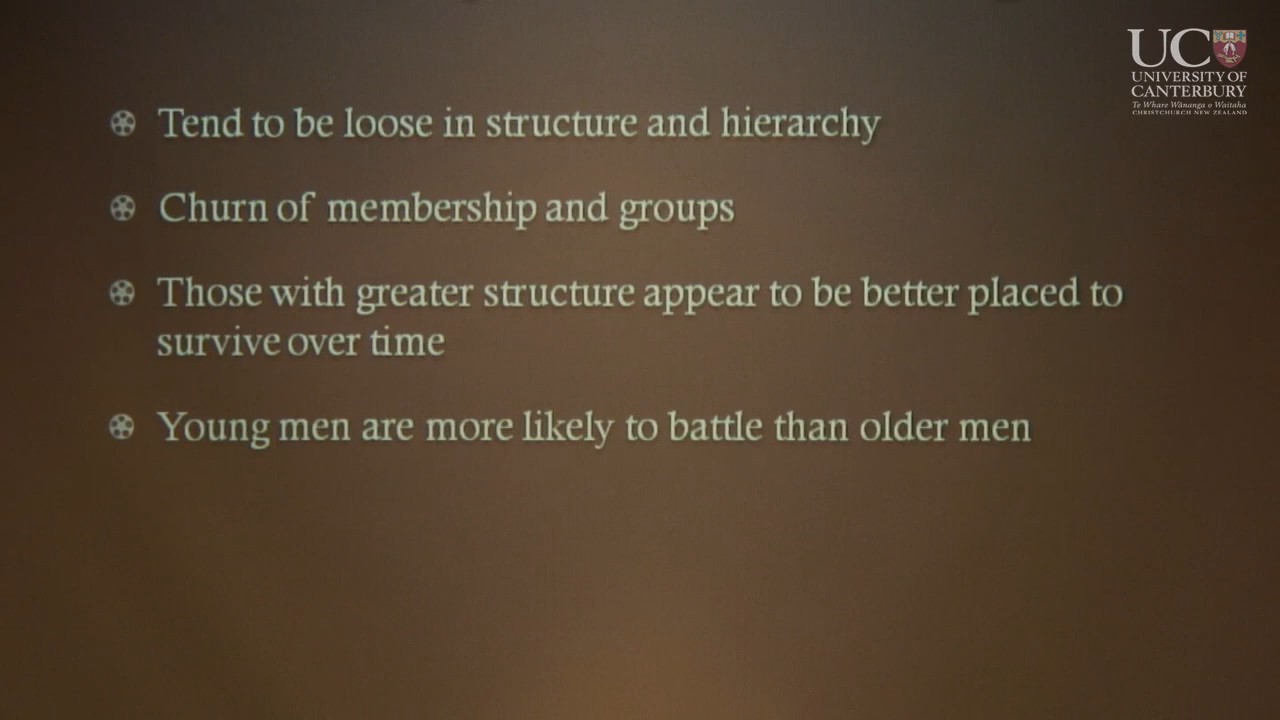 UC
UNIVERSITY OF
CANTERBURY
Te Whare Wānanga o Waitaha
CHRISTCHURCH NEW ZEALAND
Tend to be loose in structure and hierarchy
Churn of membership and groups
Those with greater structure appear to be better placed to
survive over time
Young men are more likely to battle than older men